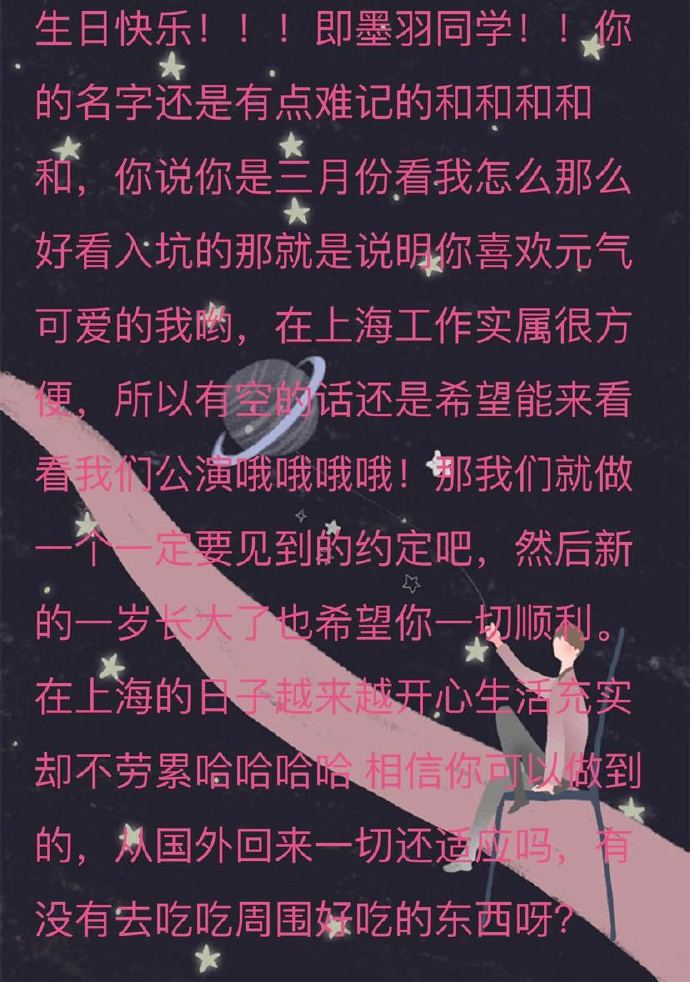 生日快乐！！！即墨羽同学！！你
的名字还是有点难记的和和和和
和，你说你是三月份看我怎么那么
好看入坑的那就是说明你喜欢元气
可爱的我哟，在上海工作实属很方
便，所以有空的话还是希望能来看
看我们公演哦哦哦哦！那我们就做
一个一定要见到的约定吧，然后新
的一岁长大了也希望你一切顺利。
在上海的日子越来越开心生活充实
却不劳累哈哈哈哈 相信你可以做到
的，从国外回来一切还适应吗，有
没有去吃吃周围好吃的东西呀？